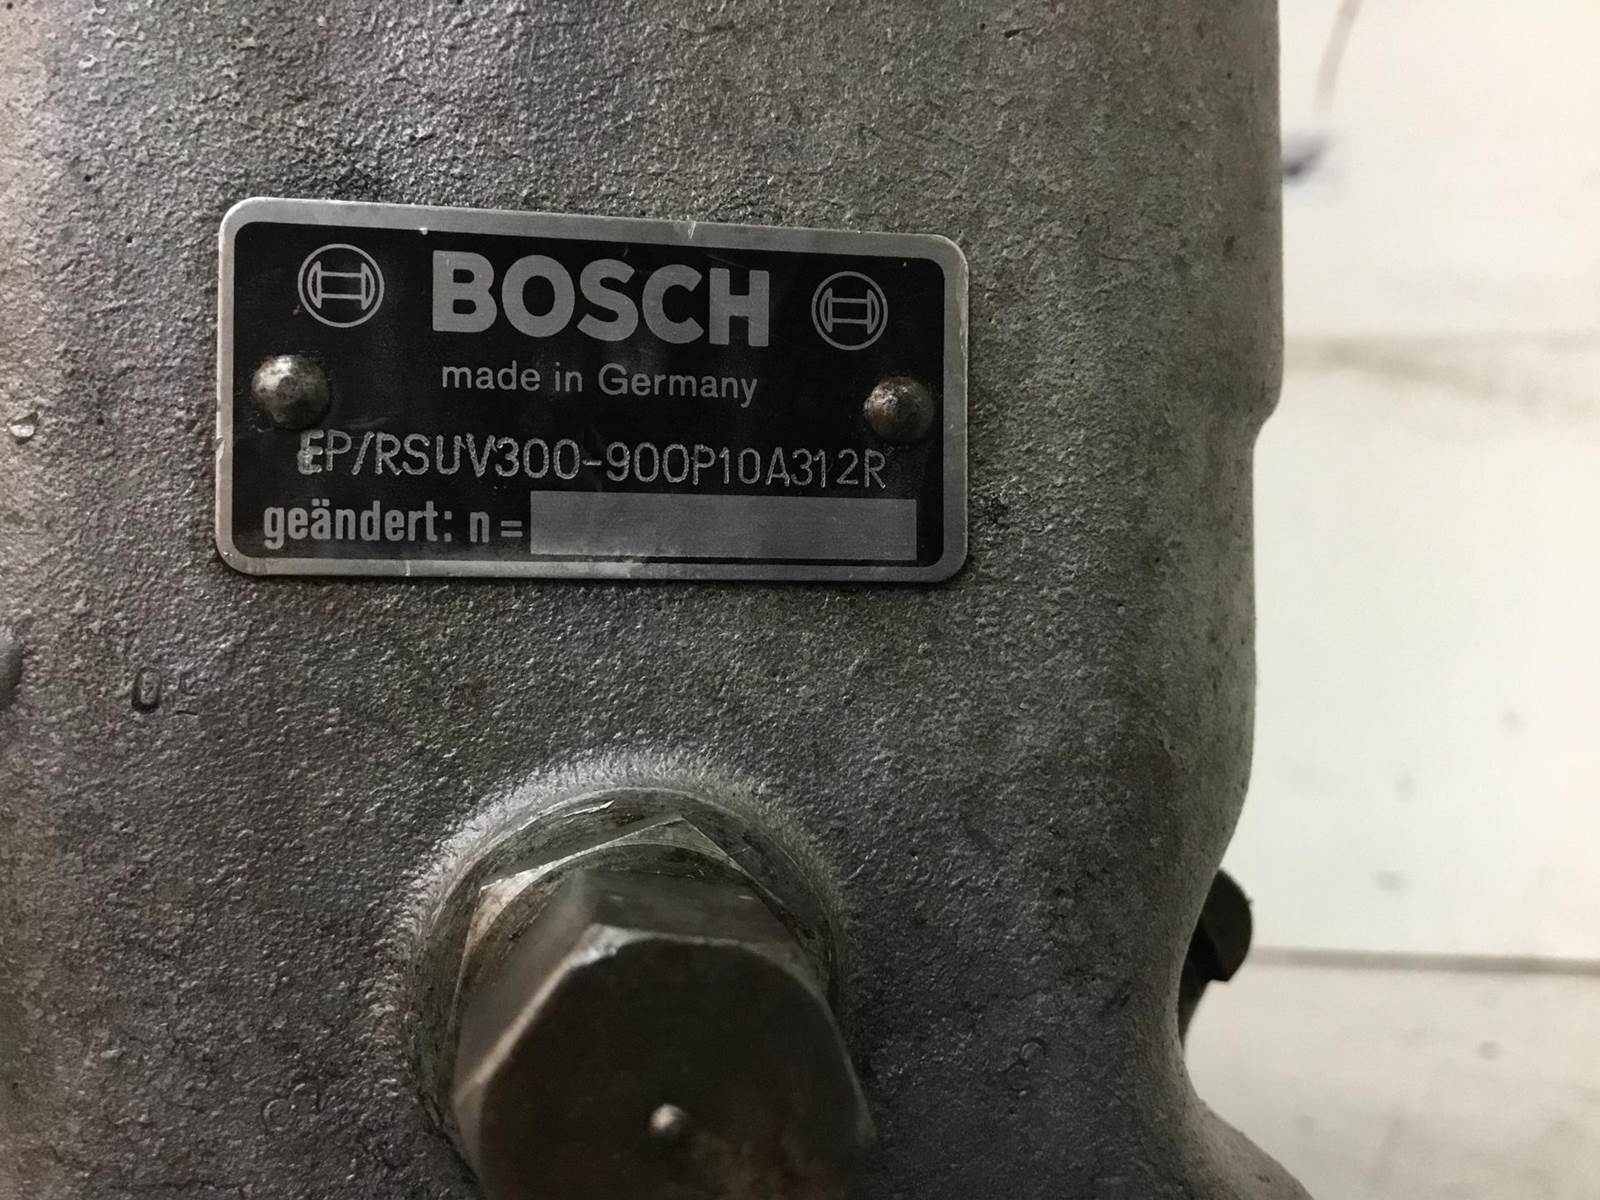 BOSCH
made in Germany
EP/RSUV300-900P10A312R
geändert: n =